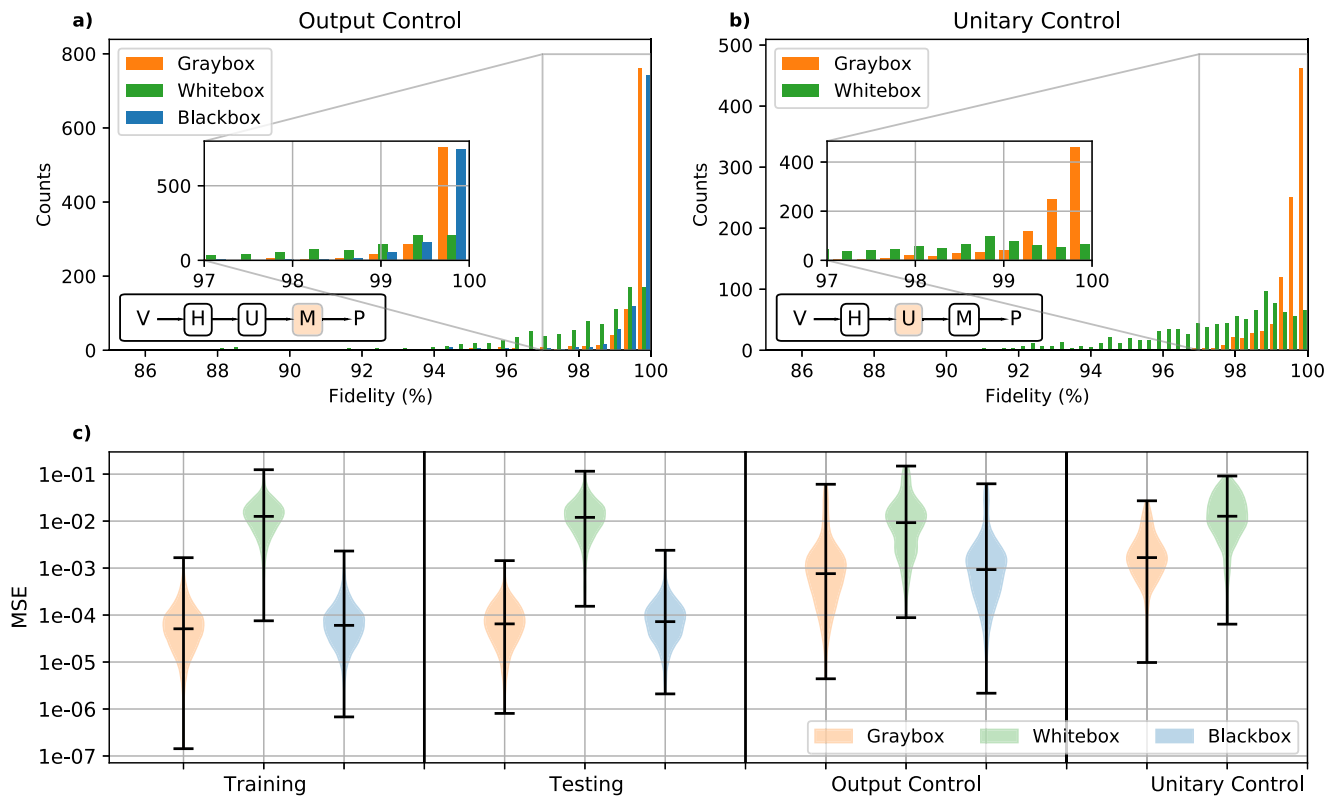 a)
Output Control
Counts
800
600
400
200
0
Graybox
Whitebox
Blackbox
500
0
97 98 99 100
V H U M P
86 88 90 92 94 96 98 100
Fidelity (%)
b)
Unitary Control
Counts
500
400
300
200
100
0
Graybox
Whitebox
400
200
0
97 98 99 100
V H U M P
86 88 90 92 94 96 98 100
Fidelity (%)
c)
MSE
1e-01
1e-02
1e-03
1e-04
1e-05
1e-06
1e-07
Graybox Whitebox Blackbox
Training Testing Output Control Unitary Control